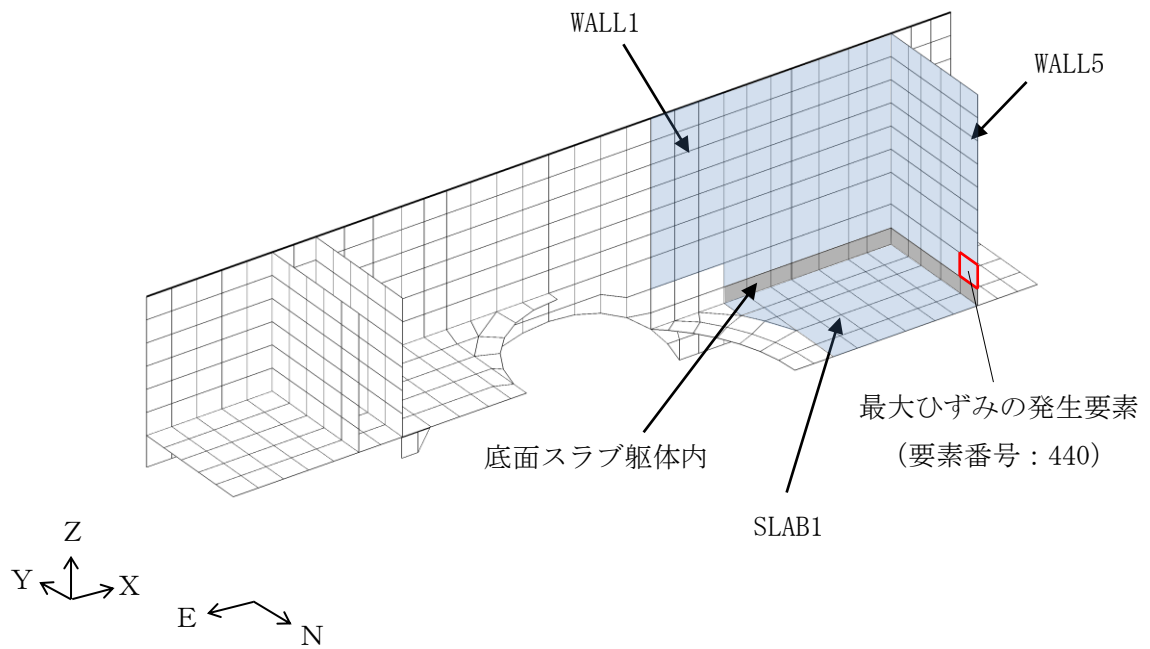 WALL1
WALL5
最大ひずみの発生要素
(要素番号：440)
底面スラブ躯体内
SLAB1
Z
Y
X
E
N